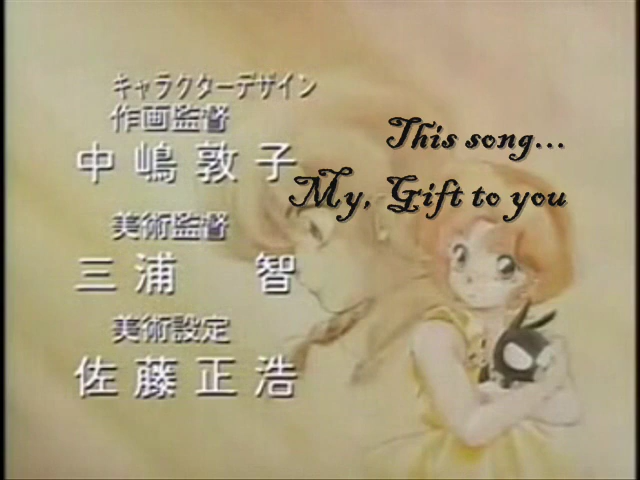 キャラクターデザイン
作画監督
中嶋敦子
美術監督
三浦　智
美術設定
佐藤正浩
This song...
My, Gift to you